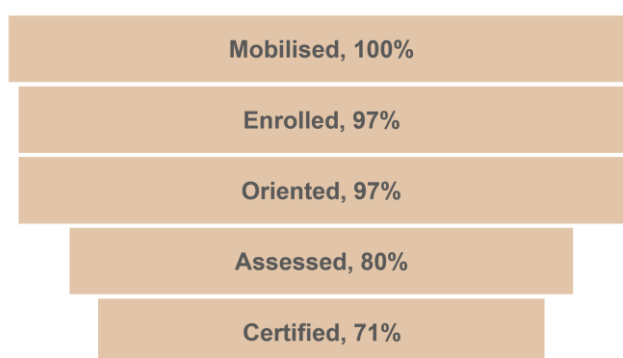 Mobilised, 100%
Enrolled, 97%
Oriented, 97%
Assessed, 80%
Certified, 71%